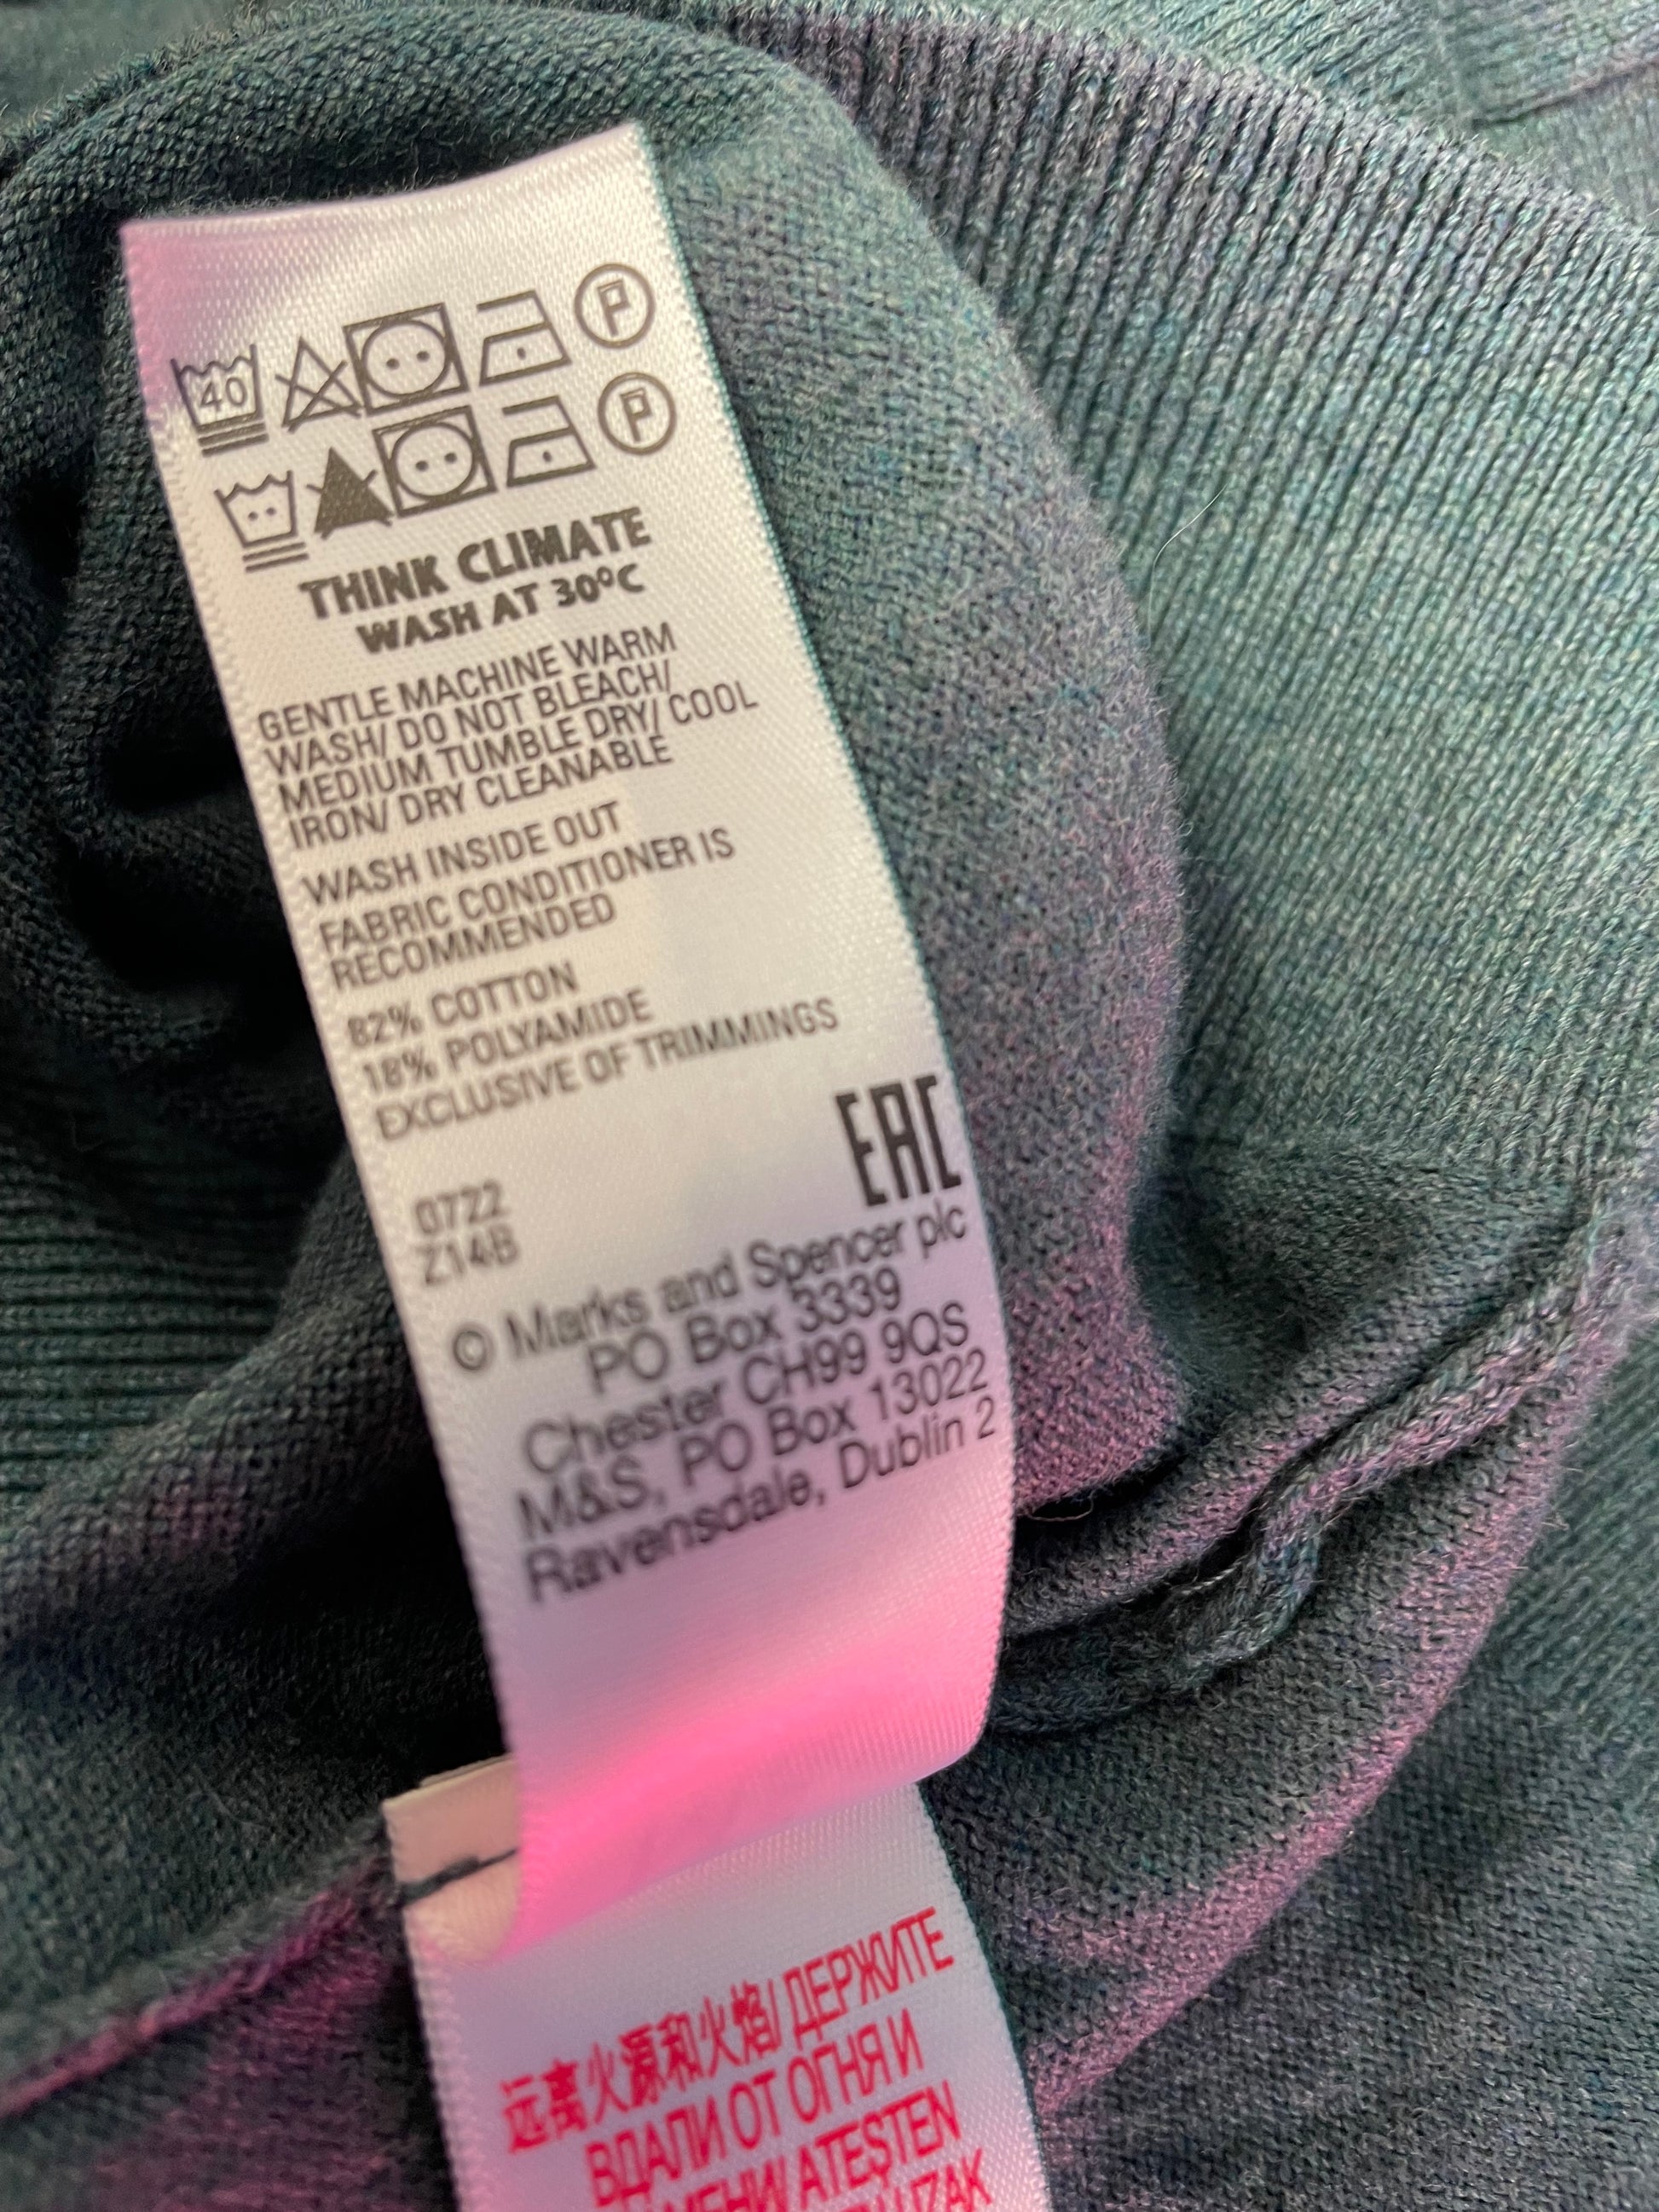 40
P
P
THINK CLIMATE
WASH AT 30°C
GENTLE MACHINE WARM
WASH/ DO NOT BLEACH/
MEDIUM TUMBLE DRY/ COOL
IRON/ DRY CLEANABLE
WASH INSIDE OUT
FABRIC CONDITIONER IS
RECOMMENDED
82% COTTON
18% POLYAMIDE
EXCLUSIVE OF TRIMMINGS
EAC
0722
Z14B
© Marks and Spencer plc
PO Box 3339
Chester CH99 9QS
M&S, PO Box 13022
Ravensdale, Dublin 2
远离火源和火焰/ ДЕРЖИТЕ
ВДАЛИ ОТ ОГНЯ И
ATEŞTEN